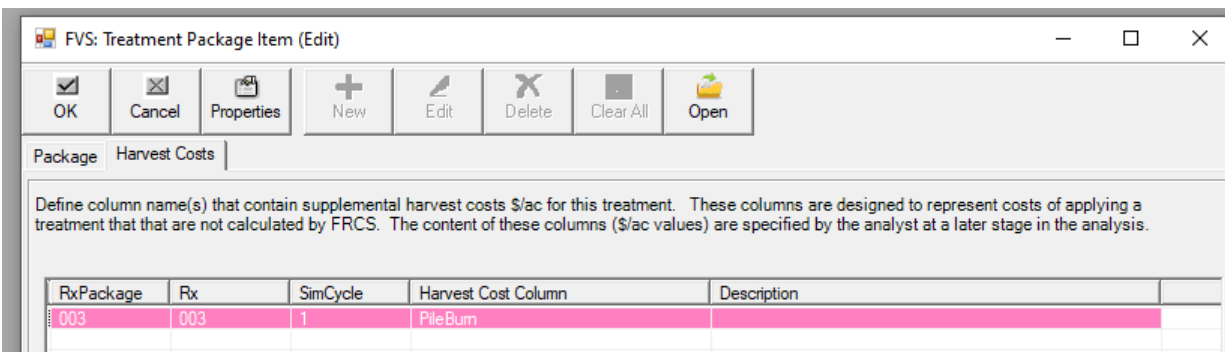 FVS: Treatment Package Item (Edit)
OK Cancel Properties New Edit Delete Clear All Open
Package Harvest Costs
Define column name(s) that contain supplemental harvest costs $/ac for this treatment. These columns are designed to represent costs of applying a
treatment that that are not calculated by FRCS. The content of these columns ($/ac values) are specified by the analyst at a later stage in the analysis.
RxPackage Rx SimCycle Harvest Cost Column Description
003 003 1 PileBurn